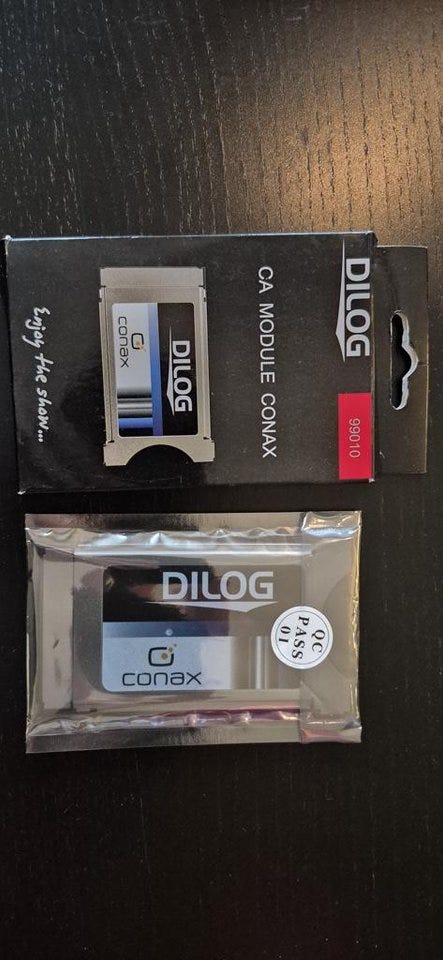 DILOG
99010
CA MODULE CONAX
DILOG
conax
Enjoy the show...
DILOG
conax
QC
PASS
01